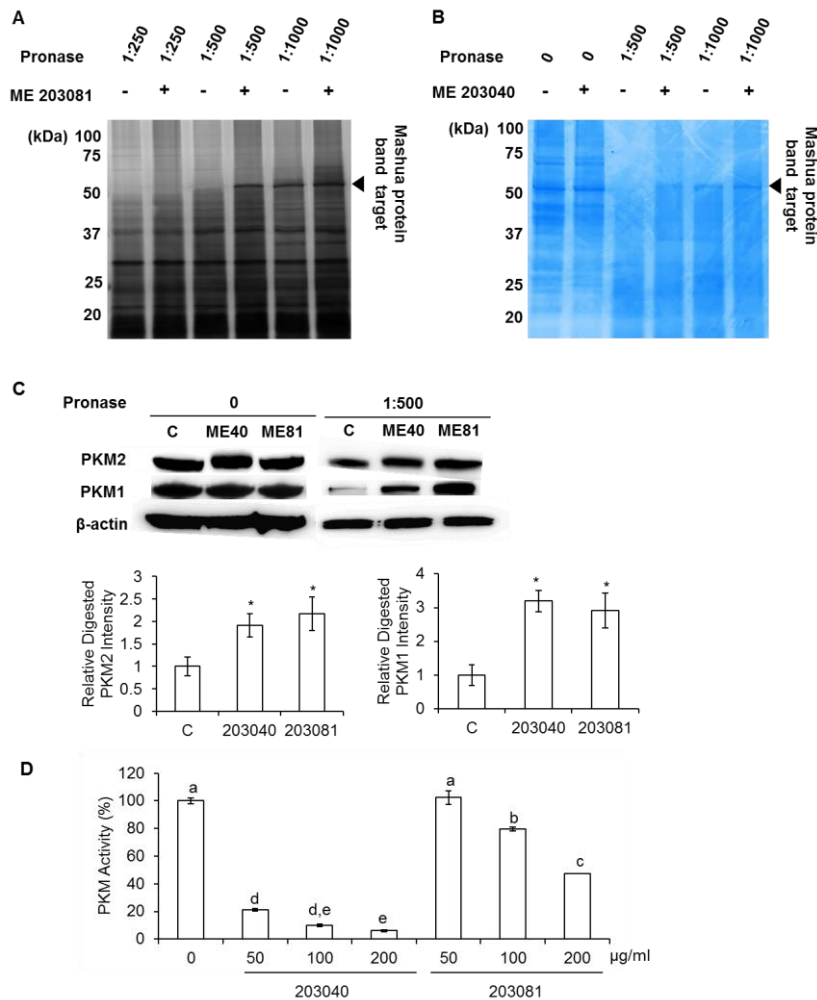 A
Pronase 1:250 1:250 1:500 1:500 1:1000 1:1000
ME 203081 - + - + - +
(kDa) 100
75
50
37
25
20
Mashua protein
band target
B
Pronase 0 0 1:500 1:500 1:1000 1:1000
ME 203040 - + - + - +
(kDa) 100
75
50
37
25
20
Mashua protein
band target
C
Pronase 0 1:500
C ME40 ME81 C ME40 ME81
PKM2
PKM1
β-actin
Relative Digested
PKM2 Intensity
3
2.5
2
1.5
1
0.5
0
* *
C 203040 203081
Relative Digested
PKM1 Intensity
4
3
2
1
0
* *
C 203040 203081
D
PKM Activity (%)
120
100
80
60
40
20
0
a d d,e e a b c
0 50 100 200 50 100 200 µg/ml
203040 203081